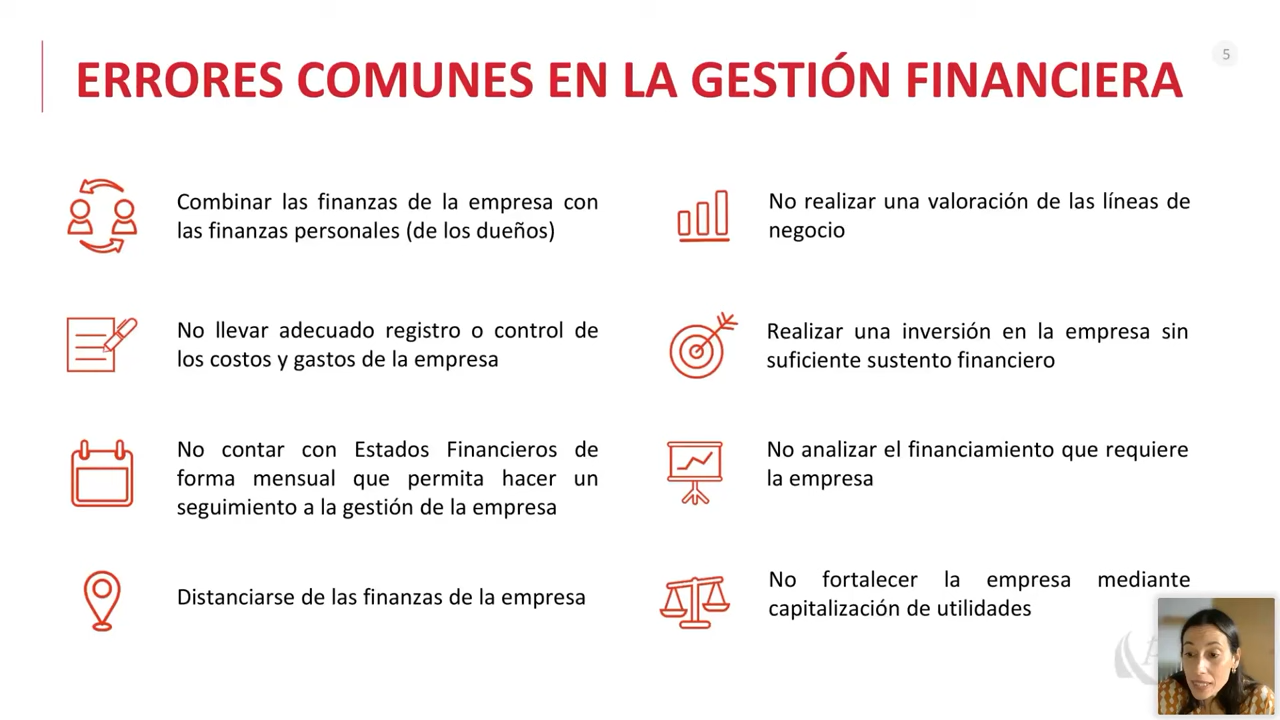 5
ERRORES COMUNES EN LA GESTIÓN FINANCIERA
Combinar las finanzas de la empresa con
las finanzas personales (de los dueños)
No llevar adecuado registro o control de
los costos y gastos de la empresa
No contar con Estados Financieros de
forma mensual que permita hacer un
seguimiento a la gestión de la empresa
Distanciarse de las finanzas de la empresa
No realizar una valoración de las líneas de
negocio
Realizar una inversión en la empresa sin
suficiente sustento financiero
No analizar el financiamiento que requiere
la empresa
No fortalecer la empresa mediante
capitalización de utilidades